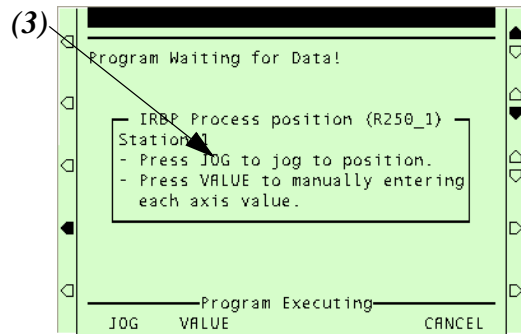 (3)
Program Waiting for Data!
IRBP Process position (R250_1)
Station 1
- Press JOG to jog to position.
- Press VALUE to manually entering
each axis value.
Program Executing
JOG VALUE CANCEL